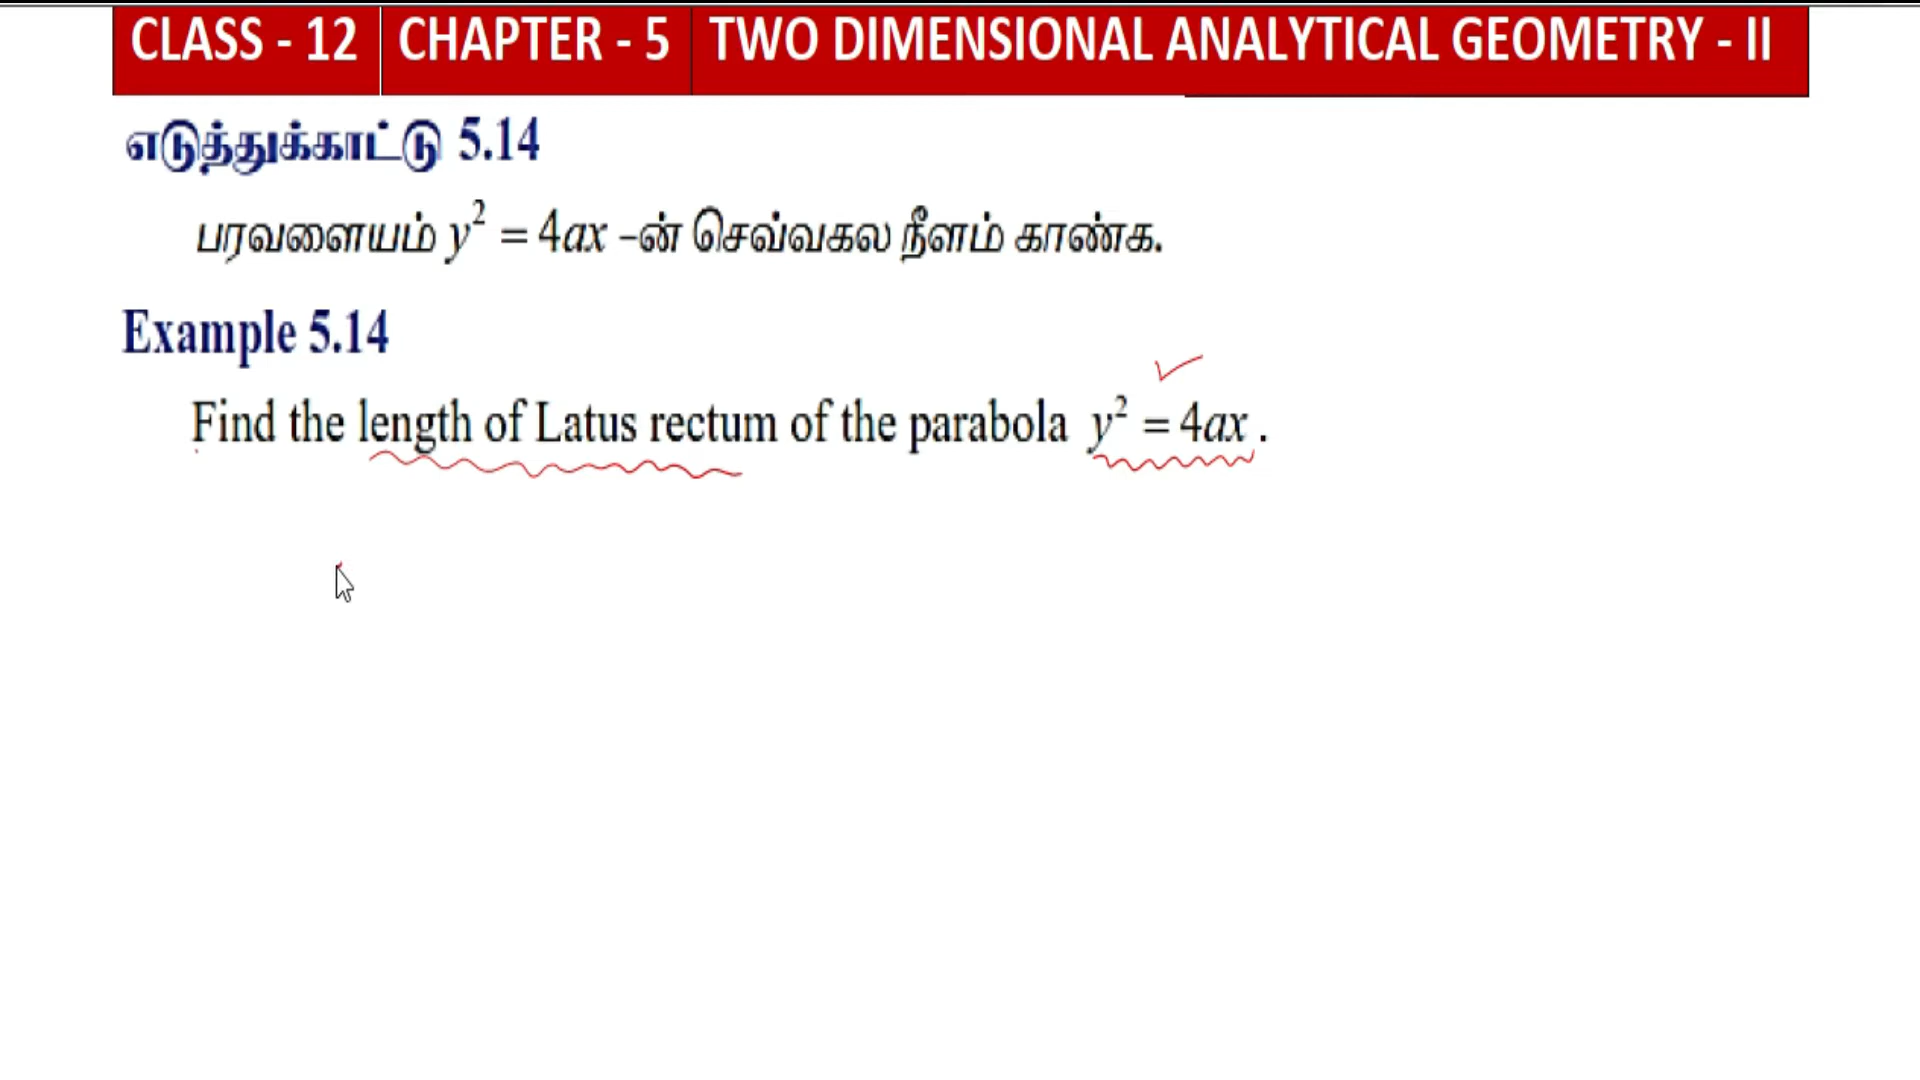 CLASS - 12 CHAPTER - 5 TWO DIMENSIONAL ANALYTICAL GEOMETRY - II
எடுத்துக்காட்டு 5.14
பரவளையம் y² = 4ax –ன் செவ்வகல நீளம் காண்க.
Example 5.14
Find the length of Latus rectum of the parabola y² = 4ax .